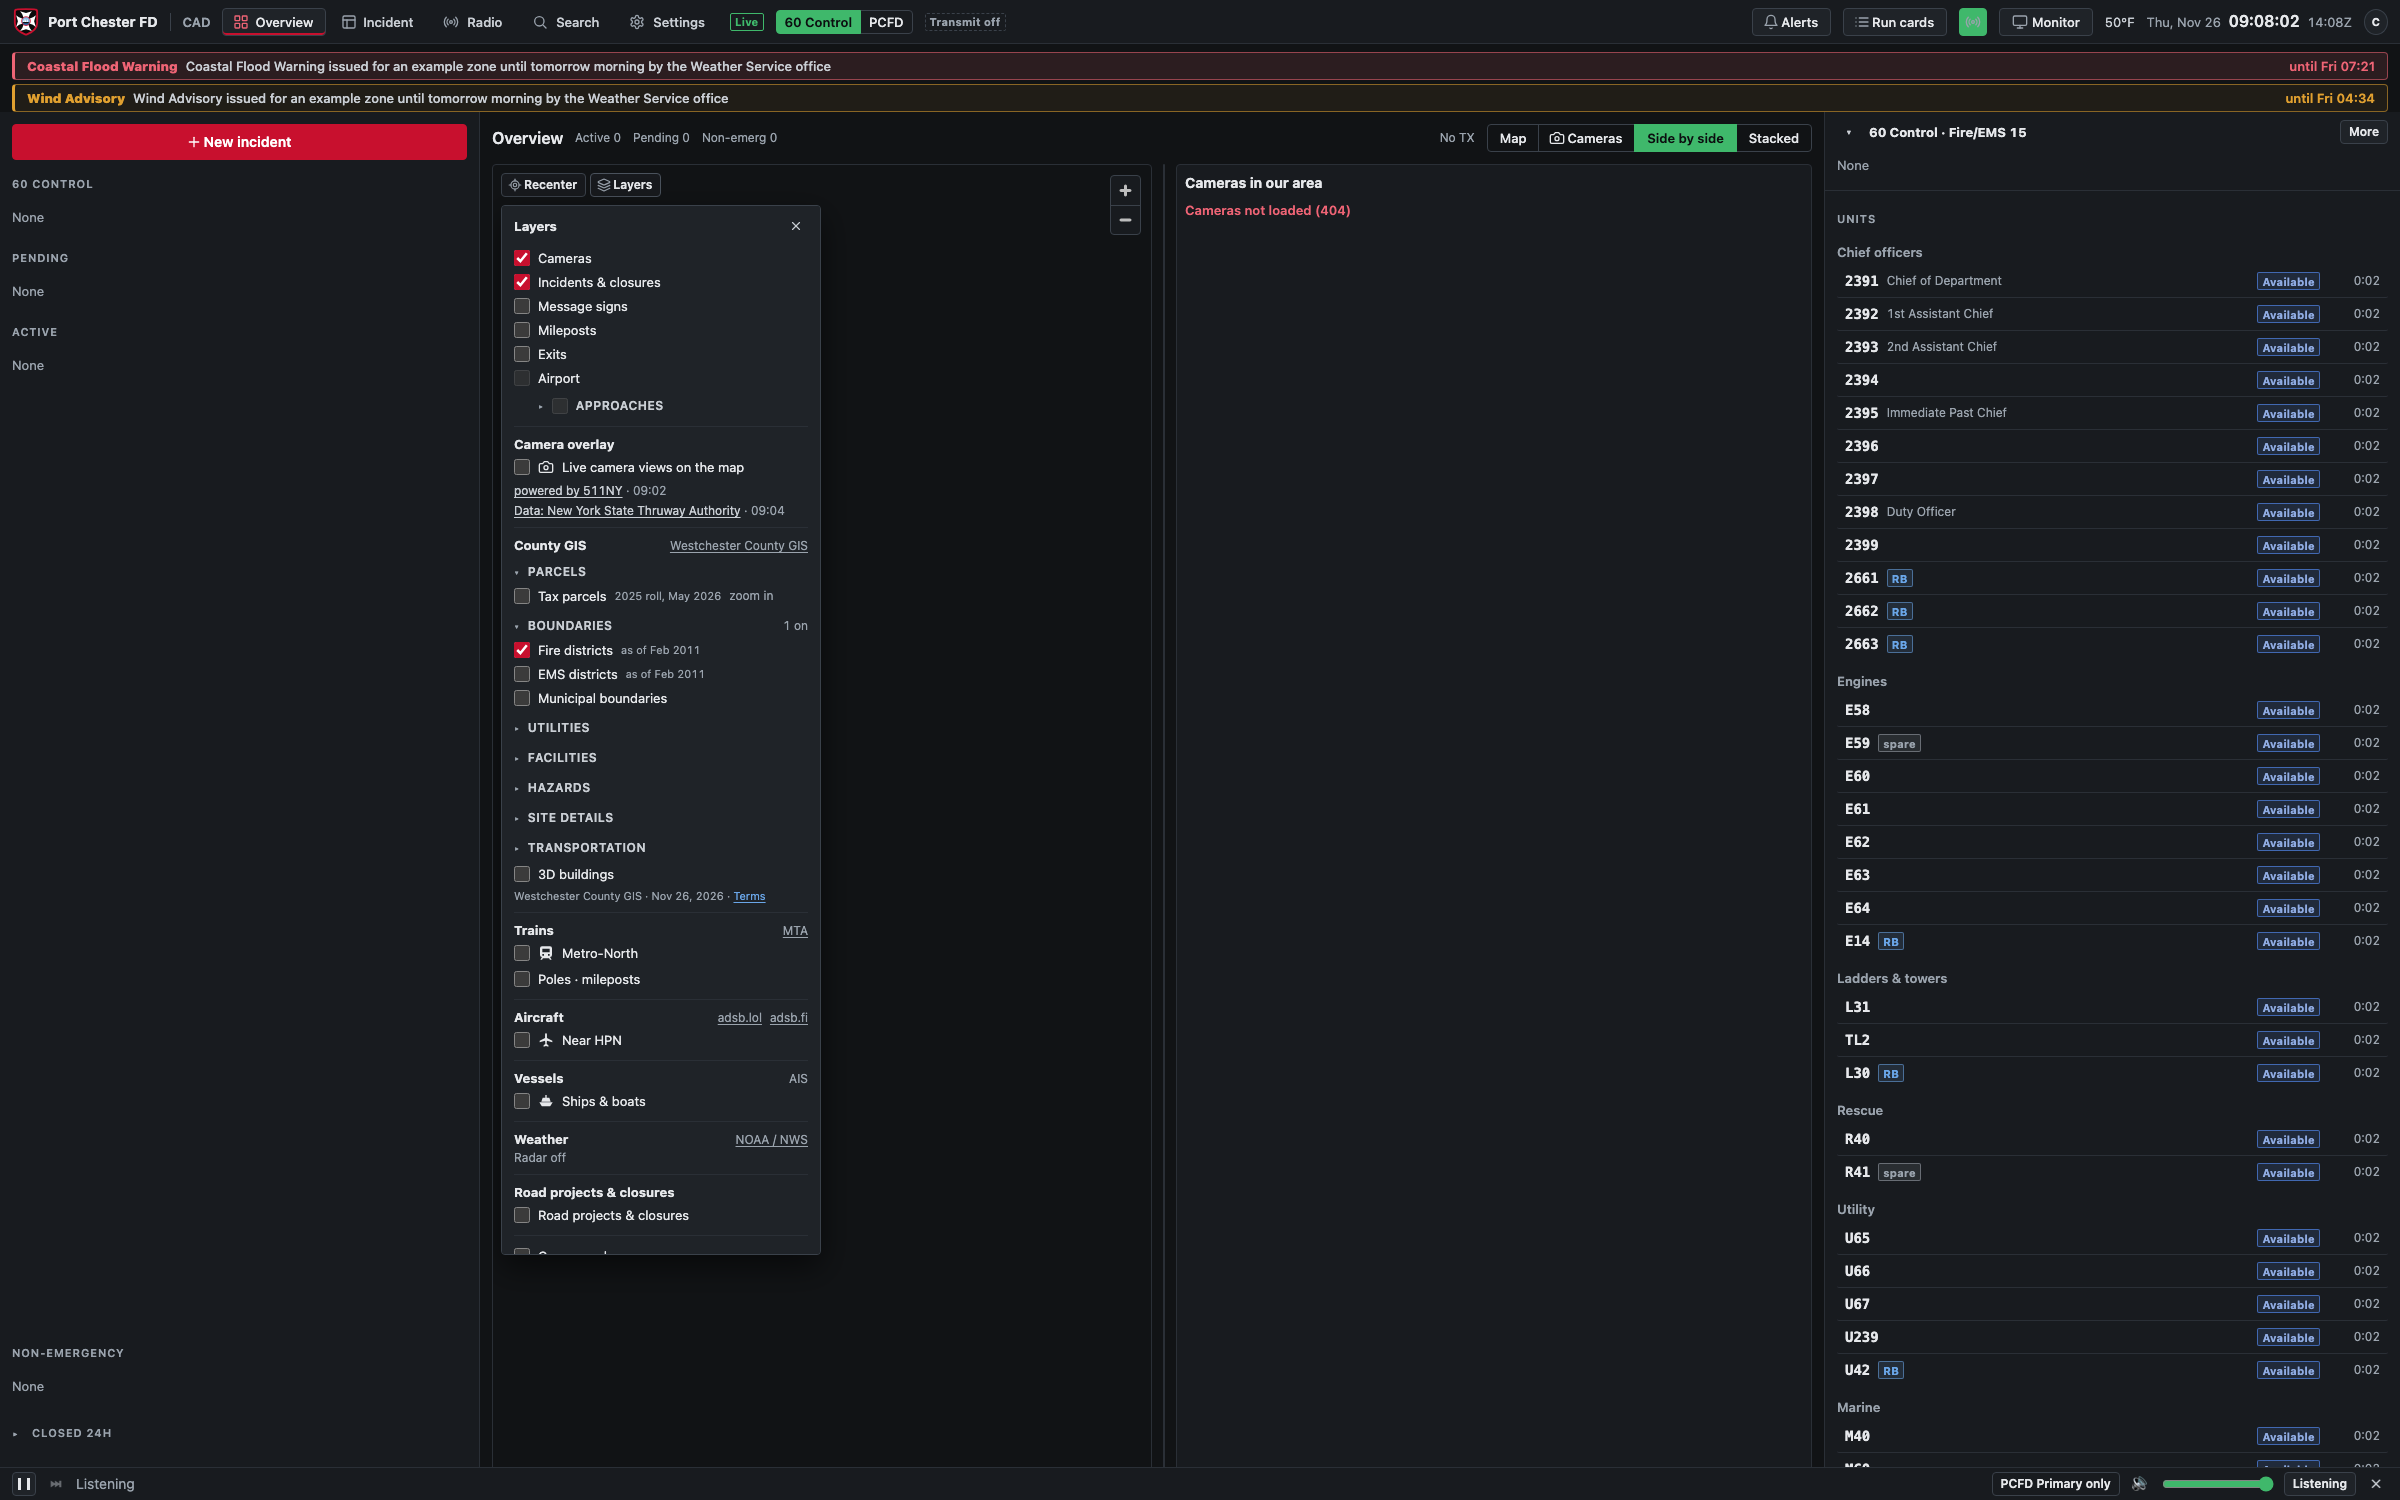 Port Chester FD CAD Overview Incident Radio Search Settings Live 60 Control PCFD Transmit off Alerts Run cards Monitor 50°F Thu, Nov 26 09:08:02 14:08Z C
Coastal Flood Warning Coastal Flood Warning issued for an example zone until tomorrow morning by the Weather Service office until Fri 07:21
Wind Advisory Wind Advisory issued for an example zone until tomorrow morning by the Weather Service office until Fri 04:34
+ New incident
60 CONTROL
None
PENDING
None
ACTIVE
None
NON-EMERGENCY
None
CLOSED 24H
Overview Active 0 Pending 0 Non-emerg 0 No TX Map Cameras Side by side Stacked
Recenter Layers
+
−
Layers ×
Cameras
Incidents & closures
Message signs
Mileposts
Exits
Airport
APPROACHES
Camera overlay
Live camera views on the map
powered by 511NY · 09:02
Data: New York State Thruway Authority · 09:04
County GIS Westchester County GIS
PARCELS
Tax parcels 2025 roll, May 2026 zoom in
BOUNDARIES 1 on
Fire districts as of Feb 2011
EMS districts as of Feb 2011
Municipal boundaries
UTILITIES
FACILITIES
HAZARDS
SITE DETAILS
TRANSPORTATION
3D buildings
Westchester County GIS · Nov 26, 2026 · Terms
Trains MTA
Metro-North
Poles · mileposts
Aircraft adsb.lol adsb.fi
Near HPN
Vessels AIS
Ships & boats
Weather NOAA / NWS
Radar off
Road projects & closures
Road projects & closures
Cameras in our area
Cameras not loaded (404)
60 Control · Fire/EMS 15 More
None
UNITS
Chief officers
2391 Chief of Department Available 0:02
2392 1st Assistant Chief Available 0:02
2393 2nd Assistant Chief Available 0:02
2394 Available 0:02
2395 Immediate Past Chief Available 0:02
2396 Available 0:02
2397 Available 0:02
2398 Duty Officer Available 0:02
2399 Available 0:02
2661 RB Available 0:02
2662 RB Available 0:02
2663 RB Available 0:02
Engines
E58 Available 0:02
E59 spare Available 0:02
E60 Available 0:02
E61 Available 0:02
E62 Available 0:02
E63 Available 0:02
E64 Available 0:02
E14 RB Available 0:02
Ladders & towers
L31 Available 0:02
TL2 Available 0:02
L30 RB Available 0:02
Rescue
R40 Available 0:02
R41 spare Available 0:02
Utility
U65 Available 0:02
U66 Available 0:02
U67 Available 0:02
U239 Available 0:02
U42 RB Available 0:02
Marine
M40 Available 0:02
Listening PCFD Primary only Listening ×